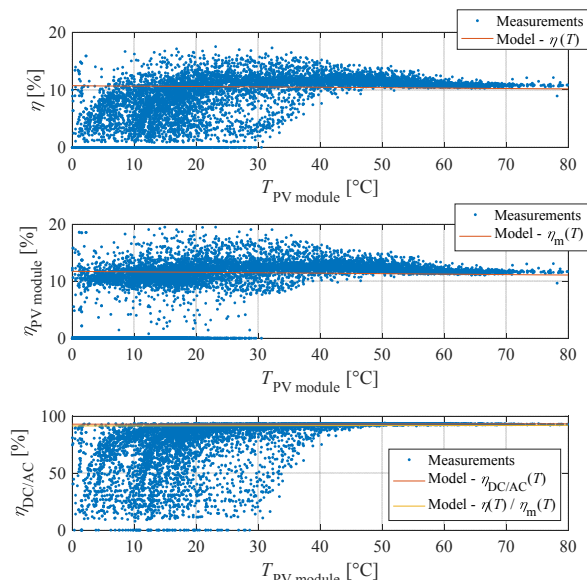 Measurements
Model - η(T)
20
10
0
η [%]
0 10 20 30 40 50 60 70 80
T_PV module [°C]
Measurements
Model - η_m(T)
20
10
0
η_PV module [%]
0 10 20 30 40 50 60 70 80
T_PV module [°C]
100
50
0
η_DC/AC [%]
Measurements
Model - η_DC/AC(T)
Model - η(T) / η_m(T)
0 10 20 30 40 50 60 70 80
T_PV module [°C]